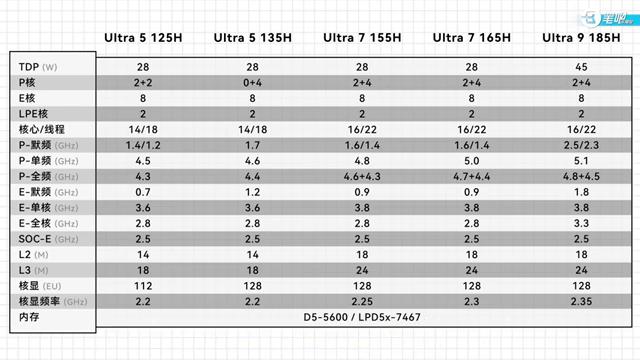 笔吧
Ultra 5 125H Ultra 5 135H Ultra 7 155H Ultra 7 165H Ultra 9 185H
TDP (W) 28 28 28 28 45
P核 2+2 0+4 2+4 2+4 2+4
E核 8 8 8 8 8
LPE核 2 2 2 2 2
核心/线程 14/18 14/18 16/22 16/22 16/22
P-默频 (GHz) 1.4/1.2 1.7 1.6/1.4 1.6/1.4 2.5/2.3
P-单频 (GHz) 4.5 4.6 4.8 5.0 5.1
P-全频 (GHz) 4.3 4.4 4.6+4.3 4.7+4.4 4.8+4.5
E-默频 (GHz) 0.7 1.2 0.9 0.9 1.8
E-单核 (GHz) 3.6 3.6 3.8 3.8 3.8
E-全核 (GHz) 2.8 2.8 2.8 2.8 3.3
SOC-E (GHz) 2.5 2.5 2.5 2.5 2.5
L2 (M) 14 14 18 18 18
L3 (M) 18 18 24 24 24
核显 (EU) 112 128 128 128 128
核显频率 (GHz) 2.2 2.2 2.25 2.3 2.35
内存 D5-5600 / LPD5x-7467